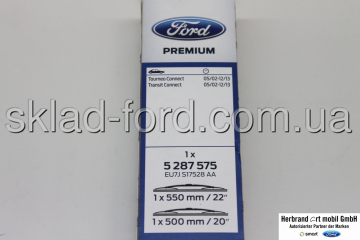 Ford
PREMIUM
Tourneo Connect 05/02-12/13
Transit Connect 05/02-12/13
sklad-ford.com.ua
1 x
5 287 575
EU7J S17528 AA
1 x 550 mm / 22"
1 x 500 mm / 20"
Herbrand
mobil GmbH
Autorisierter Partner der Marken
smart
Ford